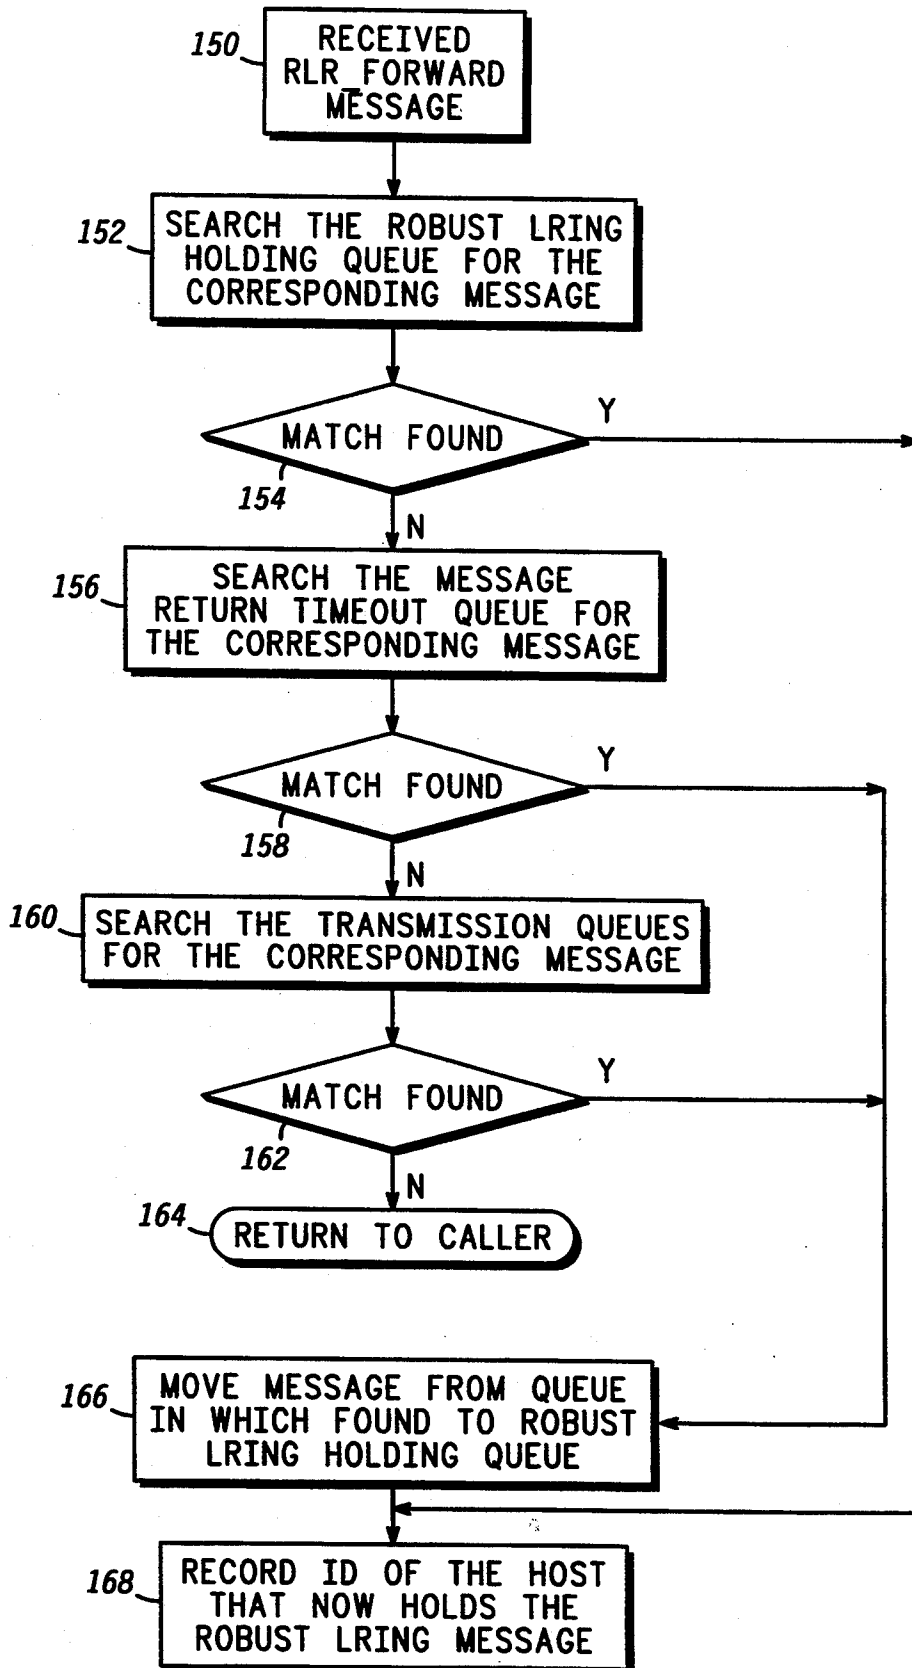 150
RECEIVED
RLR_FORWARD
MESSAGE
152
SEARCH THE ROBUST LRING
HOLDING QUEUE FOR THE
CORRESPONDING MESSAGE
MATCH FOUND
Y
154
N
156
SEARCH THE MESSAGE
RETURN TIMEOUT QUEUE FOR
THE CORRESPONDING MESSAGE
MATCH FOUND
Y
158
N
160
SEARCH THE TRANSMISSION QUEUES
FOR THE CORRESPONDING MESSAGE
MATCH FOUND
Y
162
N
164
RETURN TO CALLER
166
MOVE MESSAGE FROM QUEUE
IN WHICH FOUND TO ROBUST
LRING HOLDING QUEUE
168
RECORD ID OF THE HOST
THAT NOW HOLDS THE
ROBUST LRING MESSAGE